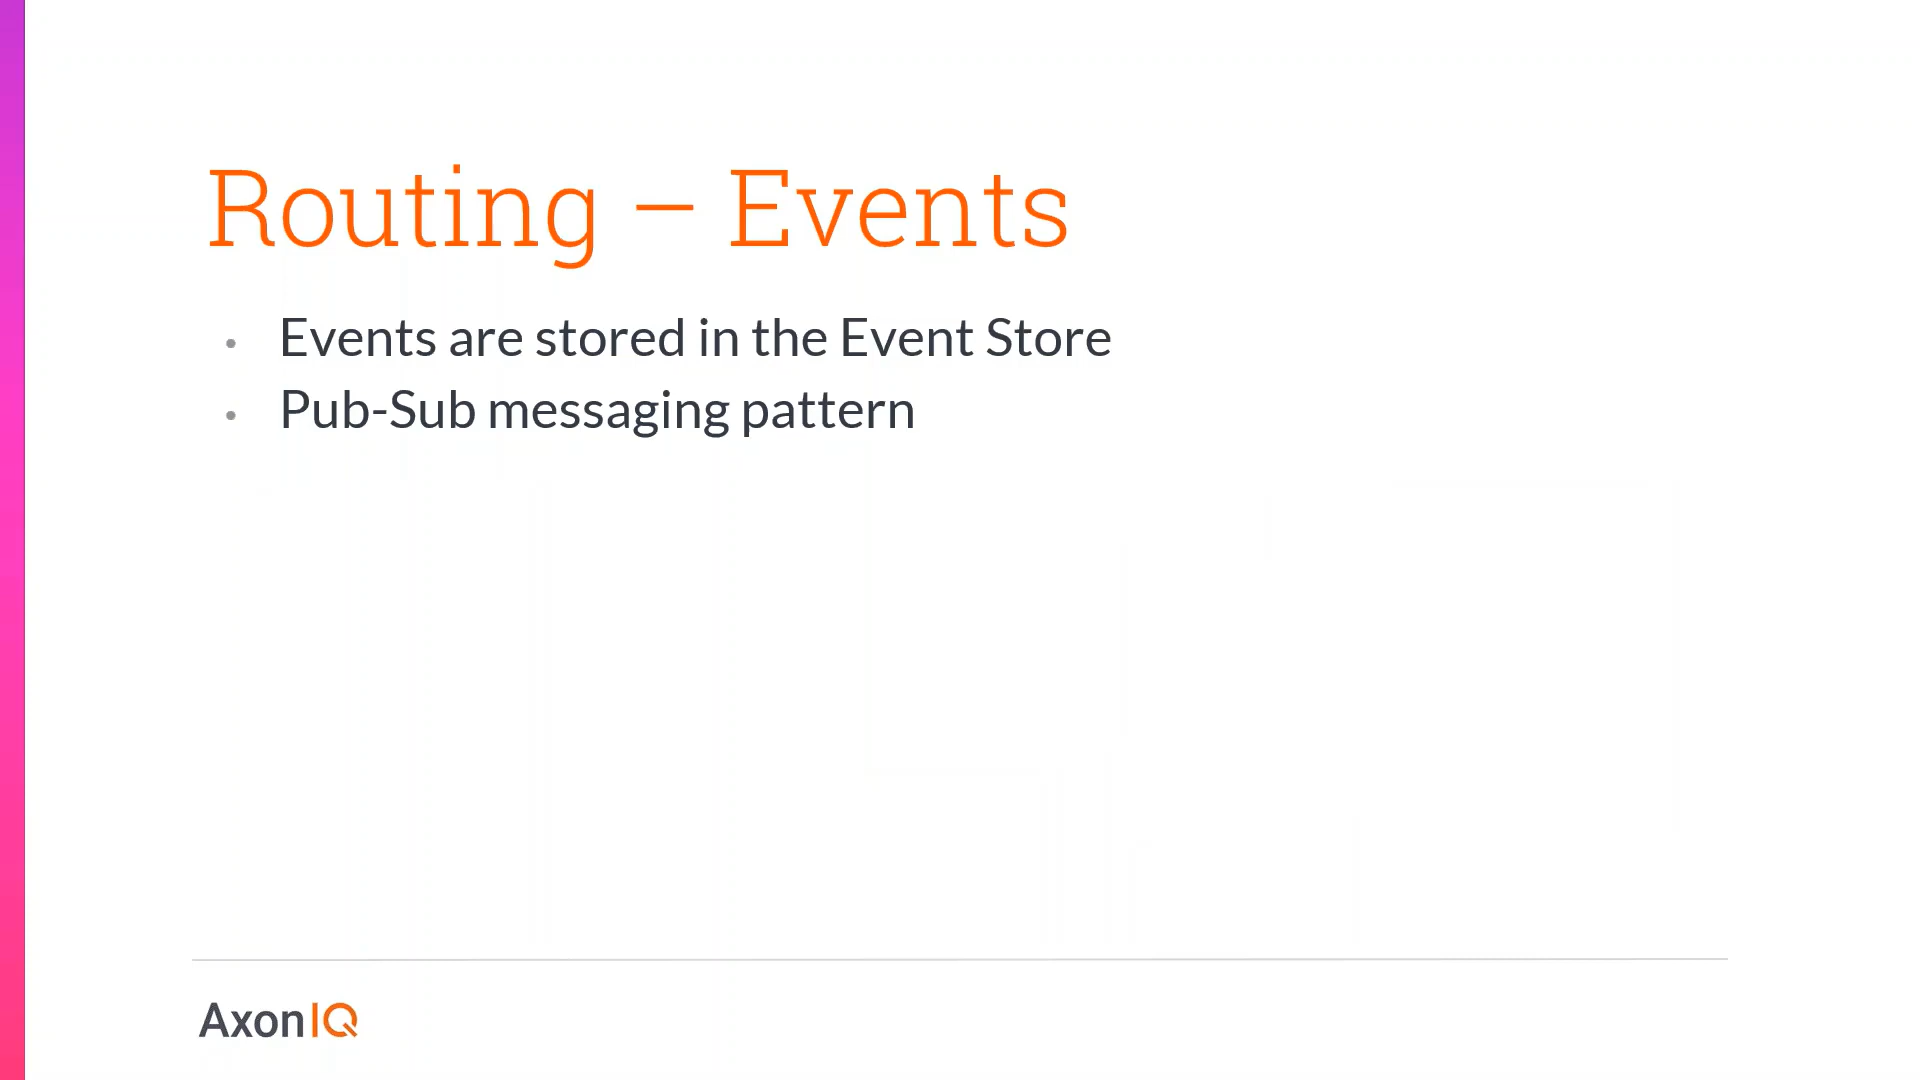 Routing – Events
• Events are stored in the Event Store
• Pub-Sub messaging pattern
AxonIQ